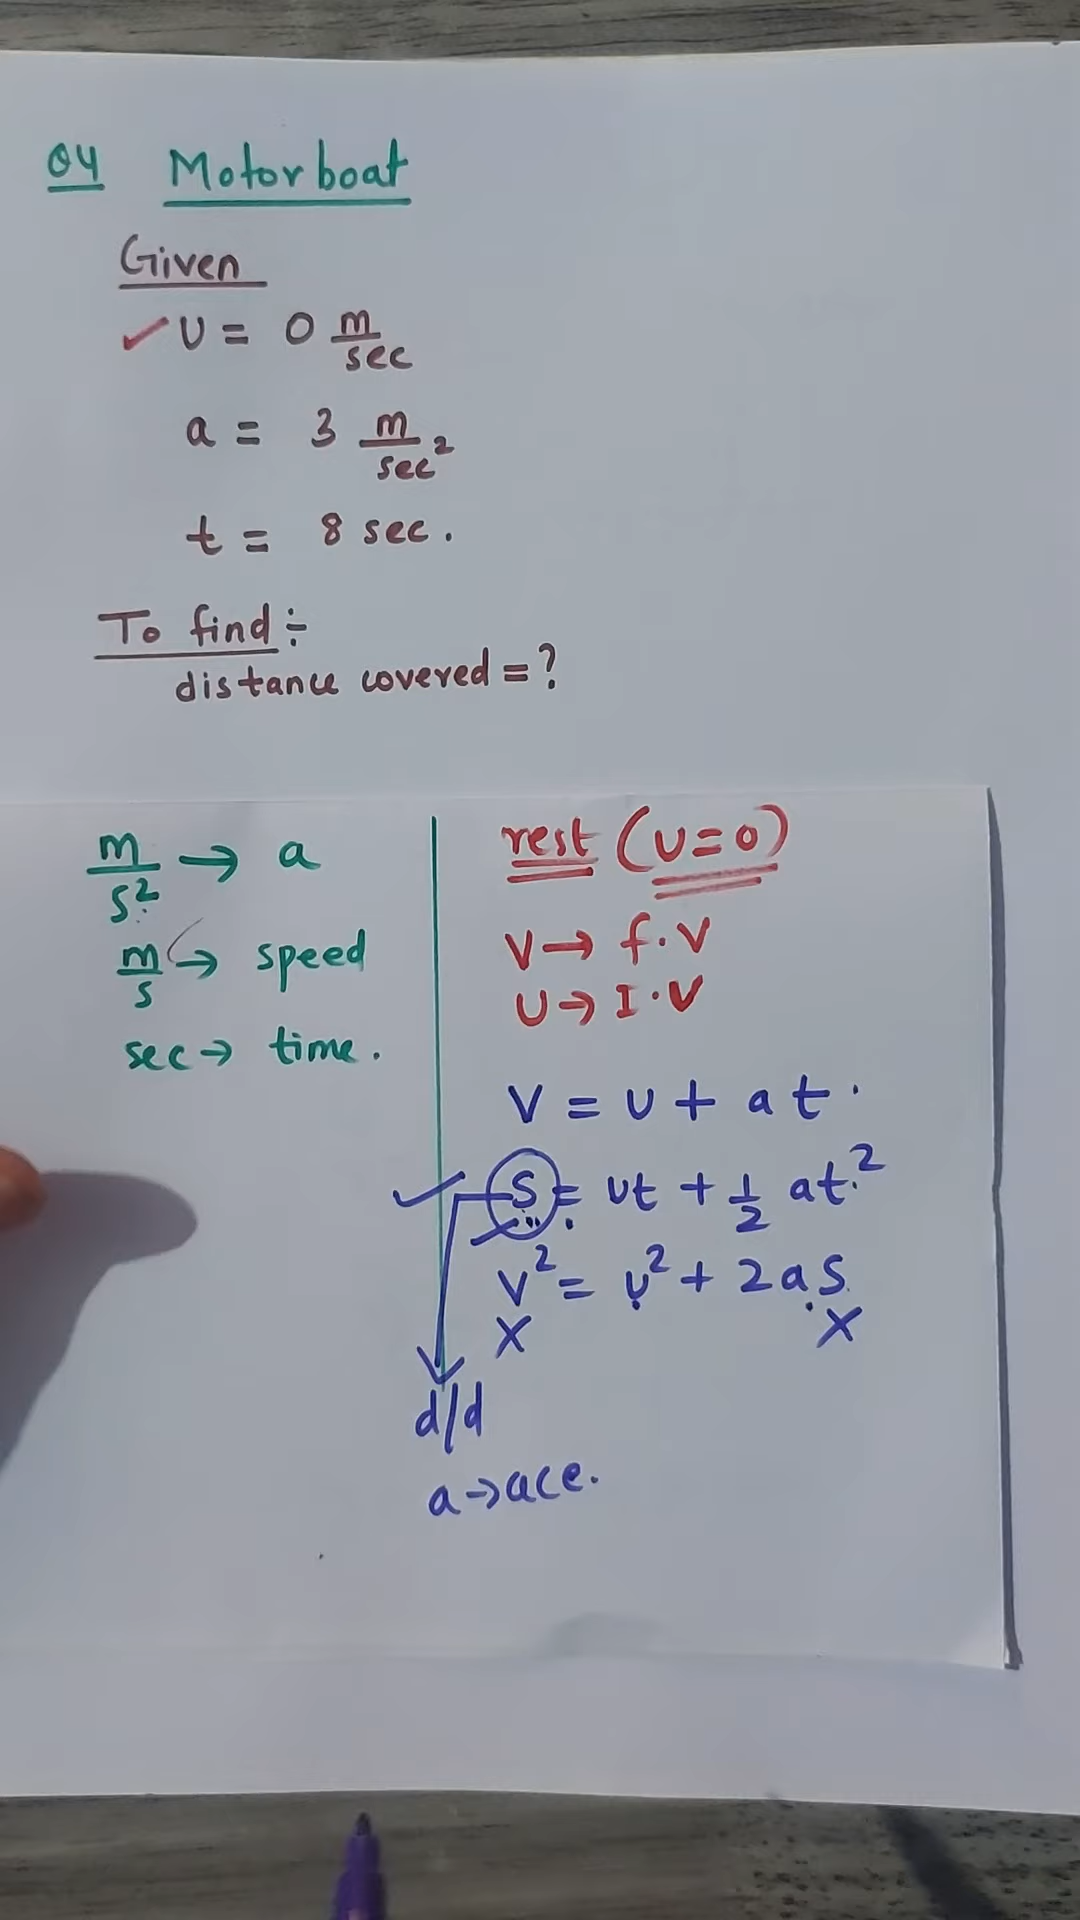 Q4 Motorboat
Given
✓ U = 0 m/sec
a = 3 m/sec²
t = 8 sec.
To find ÷
distance covered = ?
m/s² → a
m/s → speed
sec → time.
rest (U=0)
V → f.V
U → I.V
V = U + at.
✓ S = Ut + 1/2 at²
V² = U² + 2aS
X X
d/d
a → ace.